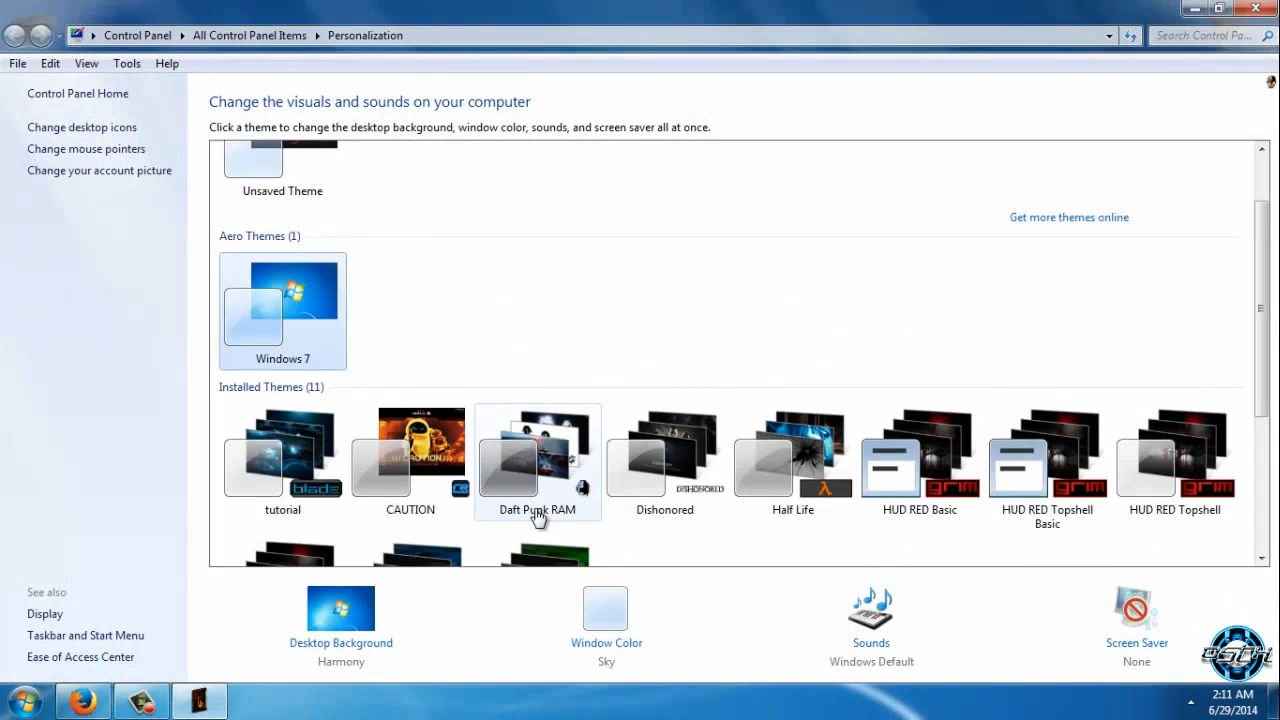 Control Panel
All Control Panel Items
Personalization
Search Control Pa...
File
Edit
View
Tools
Help
Control Panel Home
Change desktop icons
Change mouse pointers
Change your account picture
Change the visuals and sounds on your computer
Click a theme to change the desktop background, window color, sounds, and screen saver all at once.
Unsaved Theme
Get more themes online
Aero Themes (1)
Windows 7
Installed Themes (11)
CAUTION
blade
DISHONORED
λ
grim
grim
grim
tutorial
CAUTION
Daft Punk RAM
Dishonored
Half Life
HUD RED Basic
HUD RED Topshell
Basic
HUD RED Topshell
See also
Display
Taskbar and Start Menu
Ease of Access Center
Desktop Background
Harmony
Window Color
Sky
Sounds
Windows Default
Screen Saver
None
2:11 AM
6/29/2014